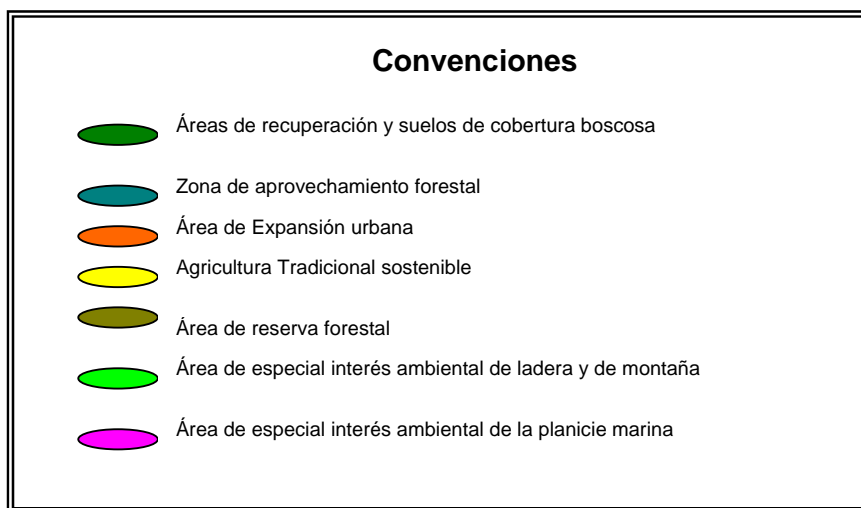 Convenciones
Áreas de recuperación y suelos de cobertura boscosa
Zona de aprovechamiento forestal
Área de Expansión urbana
Agricultura Tradicional sostenible
Área de reserva forestal
Área de especial interés ambiental de ladera y de montaña
Área de especial interés ambiental de la planicie marina